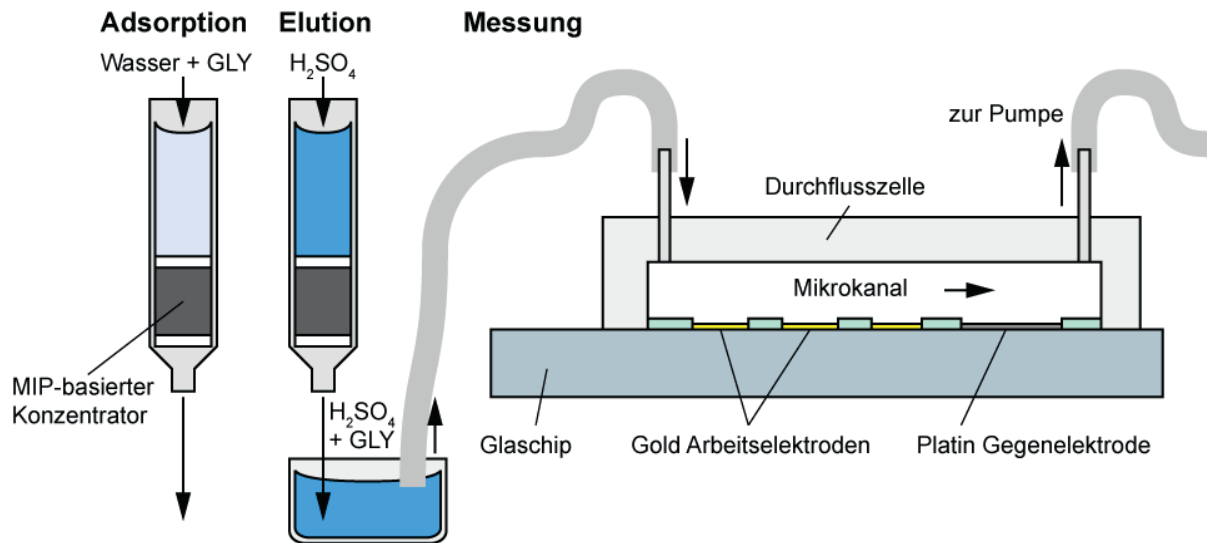 Adsorption
Wasser + GLY
Elution
H₂SO₄
Messung
zur Pumpe
Durchflusszelle
Mikrokanal
MIP-basierter
Konzentrator
H₂SO₄
+ GLY
Glaschip
Gold Arbeitselektroden
Platin Gegenelektrode